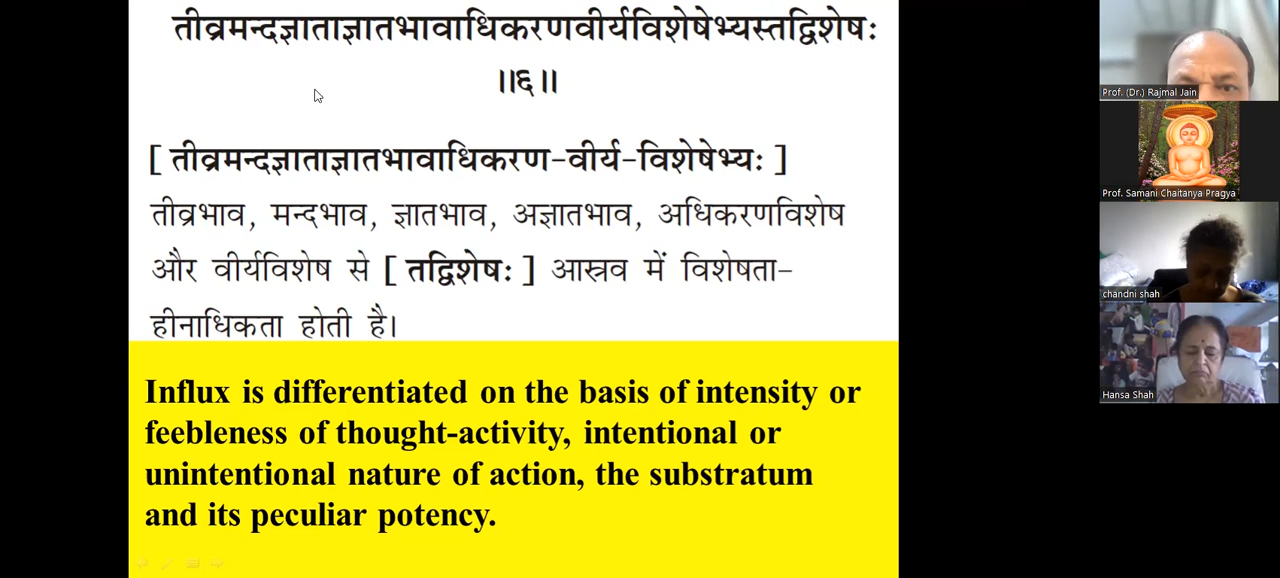 तीव्रमन्दज्ञाताज्ञातभावाधिकरणवीर्यविशेषेभ्यस्तद्विशेषः
॥६॥
[ तीव्रमन्दज्ञाताज्ञातभावाधिकरण-वीर्य-विशेषेभ्यः ]
तीव्रभाव, मन्दभाव, ज्ञातभाव, अज्ञातभाव, अधिकरणविशेष
और वीर्यविशेष से [ तद्विशेषः ] आस्रव में विशेषता-
हीनाधिकता होती है।
Influx is differentiated on the basis of intensity or
feebleness of thought-activity, intentional or
unintentional nature of action, the substratum
and its peculiar potency.
Prof. (Dr.) Rajmal Jain
Prof. Samani Chaitanya Pragya
chandni shah
Hansa Shah